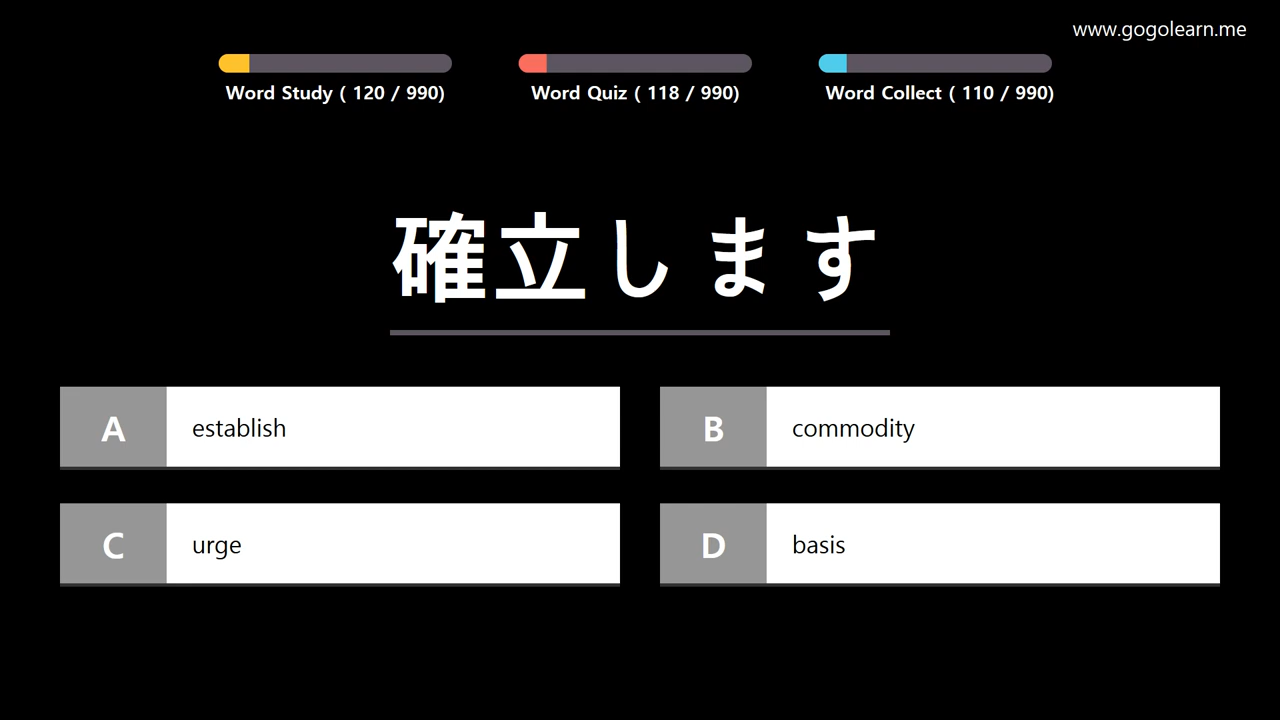 www.gogolearn.me
Word Study ( 120 / 990)
Word Quiz ( 118 / 990)
Word Collect ( 110 / 990)
確立します
A establish
B commodity
C urge
D basis